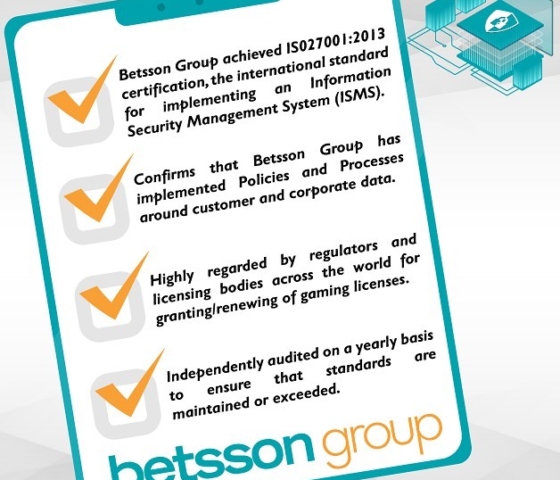 Betsson Group achieved IS027001:2013
certification, the international standard
for implementing an Information
Security Management System (ISMS).
Confirms that Betsson Group has
implemented Policies and Processes
around customer and corporate data.
Highly regarded by regulators and
licensing bodies across the world for
granting/renewing of gaming licenses.
Independently audited on a yearly basis
to ensure that standards are
maintained or exceeded.
betsson group